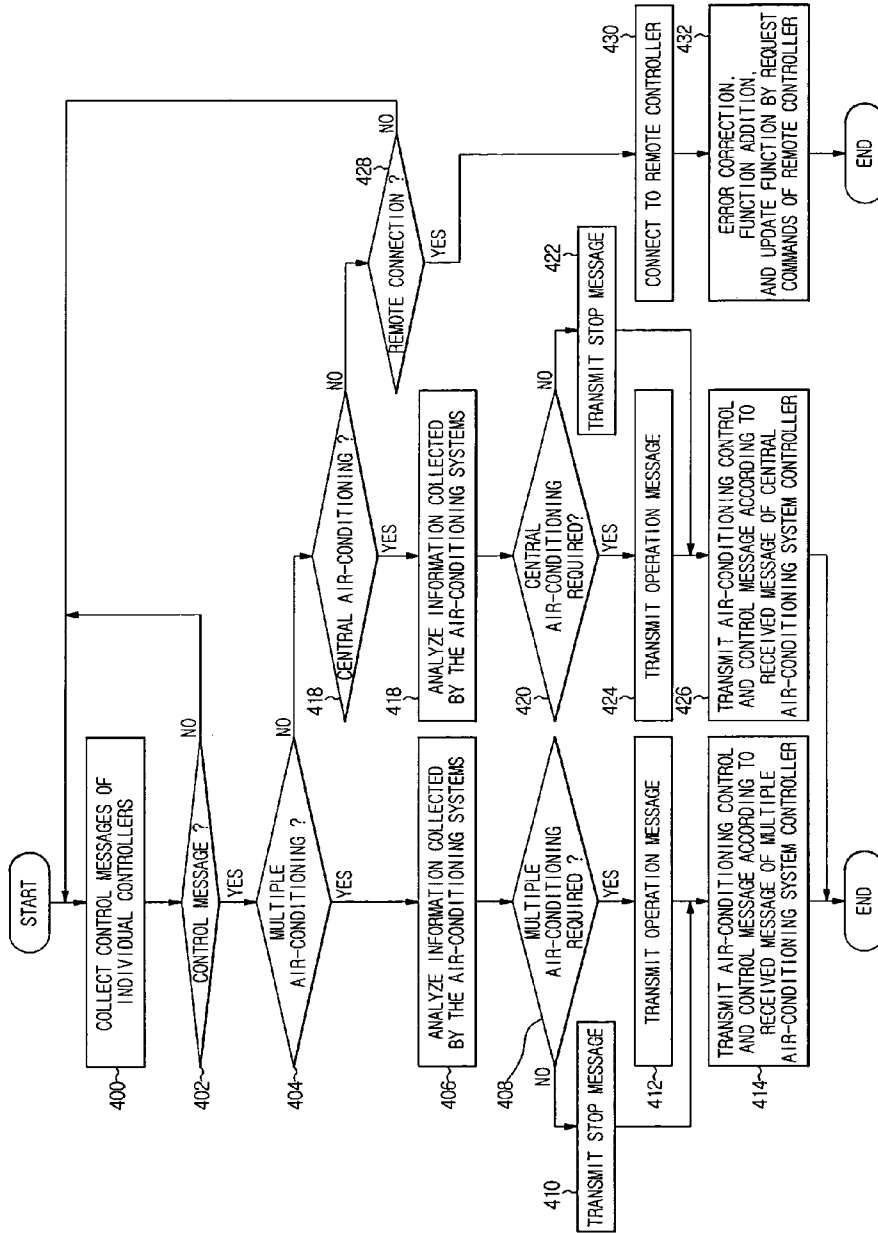 START
COLLECT CONTROL MESSAGES OF
INDIVIDUAL CONTROLLERS
400
CONTROL MESSAGE ?
402
NO
YES
MULTIPLE
AIR-CONDITIONING ?
404
NO
YES
ANALYZE INFORMATION COLLECTED
BY THE AIR-CONDITIONING SYSTEMS
406
MULTIPLE
AIR-CONDITIONING
REQUIRED ?
408
NO
YES
TRANSMIT STOP MESSAGE
410
TRANSMIT OPERATION MESSAGE
412
TRANSMIT AIR-CONDITIONING CONTROL
AND CONTROL MESSAGE ACCORDING TO
RECEIVED MESSAGE OF MULTIPLE
AIR-CONDITION SYSTEM CONTROLLER
414
END
CENTRAL AIR-CONDITIONING ?
418
NO
YES
ANALYZE INFORMATION COLLECTED
BY THE AIR-CONDITIONING SYSTEMS
418
CENTRAL
AIR-CONDITIONING
REQUIRED?
420
NO
YES
TRANSMIT STOP MESSAGE
422
TRANSMIT OPERATION MESSAGE
424
TRANSMIT AIR-CONDITIONING CONTROL
AND CONTROL MESSAGE ACCORDING TO
RECEIVED MESSAGE OF CENTRAL
AIR-CONDITIONING SYSTEM CONTROLLER
426
REMOTE CONNECTION ?
428
NO
YES
CONNECT TO REMOTE CONTROLLER
430
ERROR CORRECTION,
FUNCTION ADDITION,
AND UPDATE FUNCTION BY REQUEST
COMMANDS OF REMOTE CONTROLLER
432
END